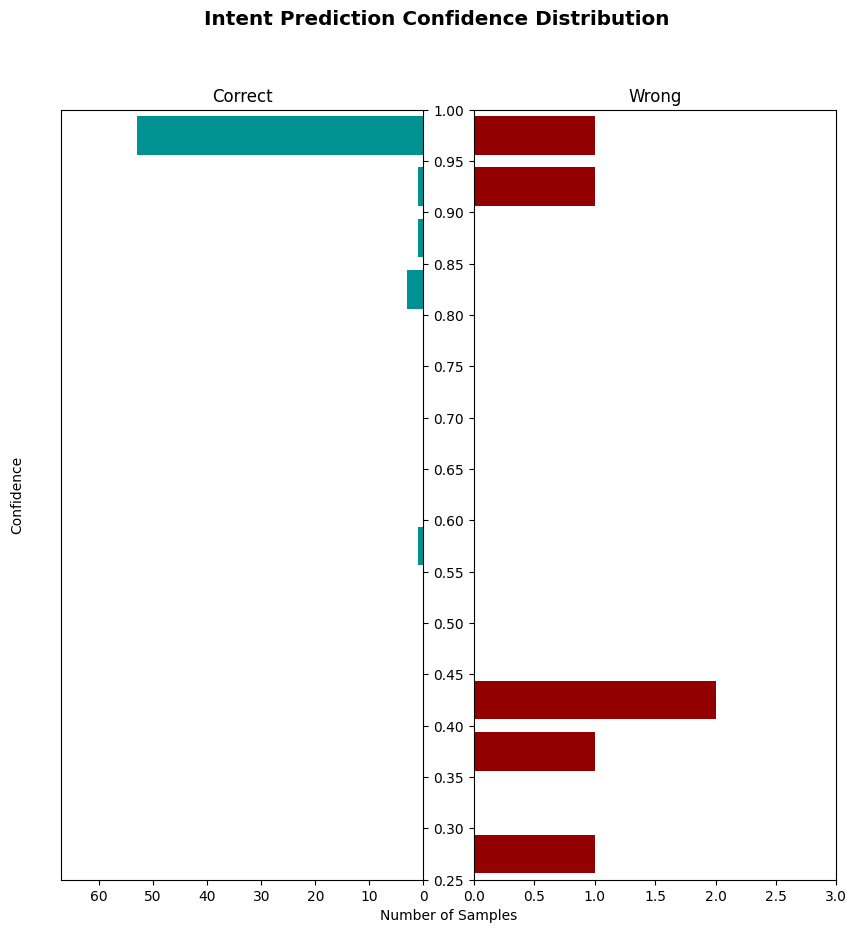 Intent Prediction Confidence Distribution
Correct
Wrong
1.00
0.95
0.90
0.85
0.80
0.75
0.70
0.65
0.60
0.55
0.50
0.45
0.40
0.35
0.30
0.25
Confidence
60 50 40 30 20 10 0
0.0 0.5 1.0 1.5 2.0 2.5 3.0
Number of Samples